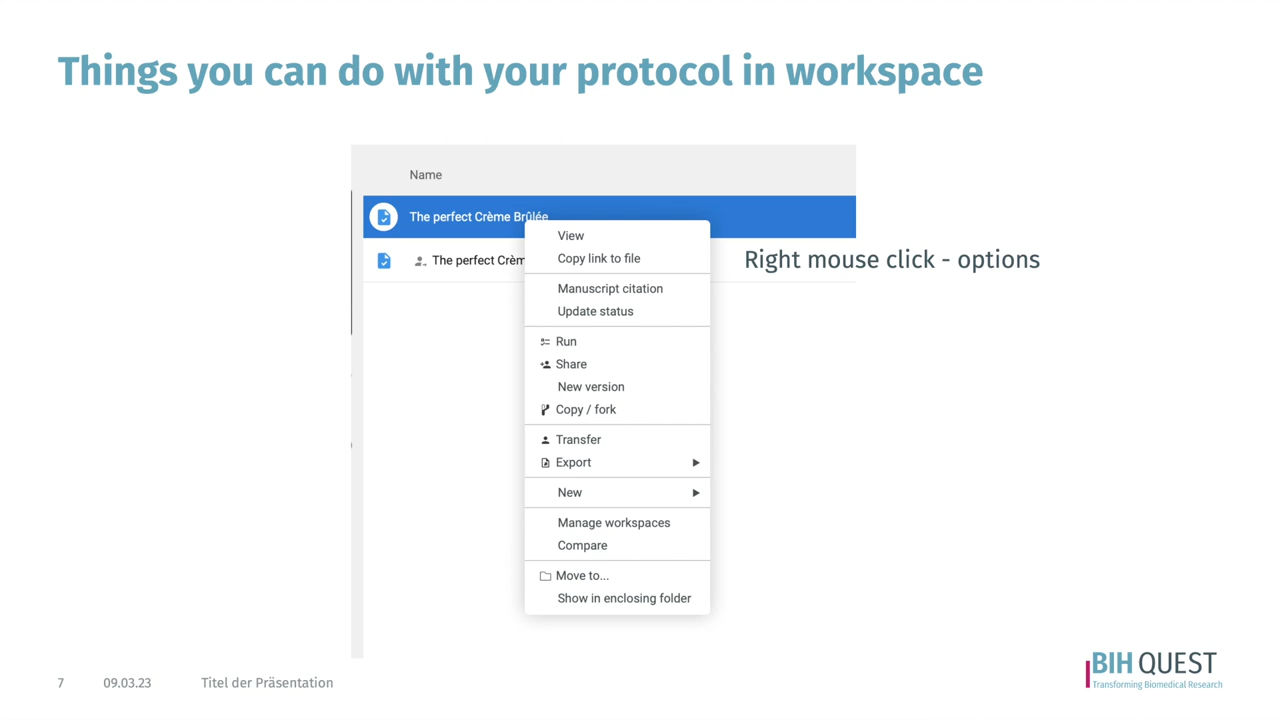 Things you can do with your protocol in workspace
Name
The perfect Crème Brûlée
The perfect Crèm
View
Copy link to file
Right mouse click - options
Manuscript citation
Update status
Run
Share
New version
Copy / fork
Transfer
Export
New
Manage workspaces
Compare
Move to...
Show in enclosing folder
7 09.03.23 Titel der Präsentation
BIH QUEST
Transforming Biomedical Research